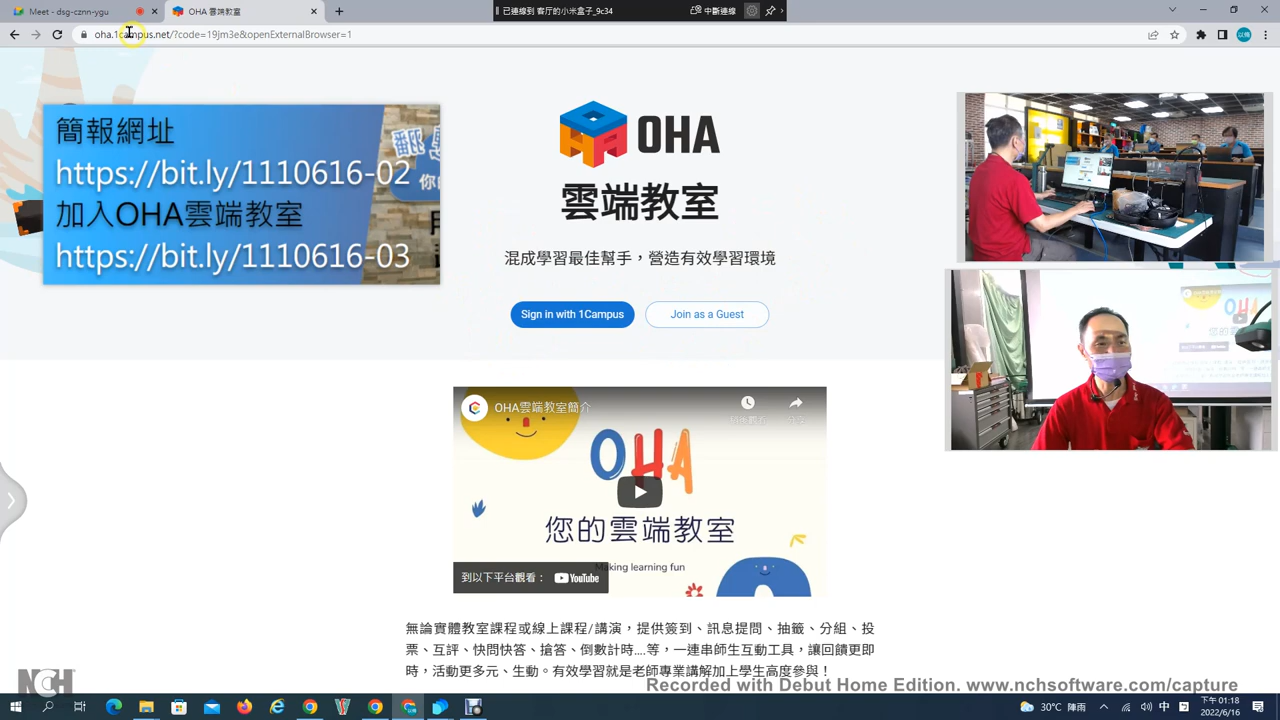 Meet - dsg-cznn-ygu
OHA 雲端教室
已連線到 客厅的小米盒子_9c34
中斷連線
oha.1campus.net/?code=19jm3e&openExternalBrowser=1
簡報網址
https://bit.ly/1110616-02
加入OHA雲端教室
https://bit.ly/1110616-03
OHA
雲端教室
混成學習最佳幫手，營造有效學習環境
Sign in with 1Campus
Join as a Guest
OHA雲端教室簡介
稍後觀看
分享
OHA
您的雲端教室
Making learning fun
到以下平台觀看：
YouTube
無論實體教室課程或線上課程/講演，提供簽到、訊息提問、抽籤、分組、投
票、互評、快問快答、搶答、倒數計時....等，一連串師生互動工具，讓回饋更即
時，活動更多元、生動。有效學習就是老師專業講解加上學生高度參與！
NCH
Recorded with Debut Home Edition. www.nchsoftware.com/capture
30°C 陣雨
中
下午 01:18
2022/6/16